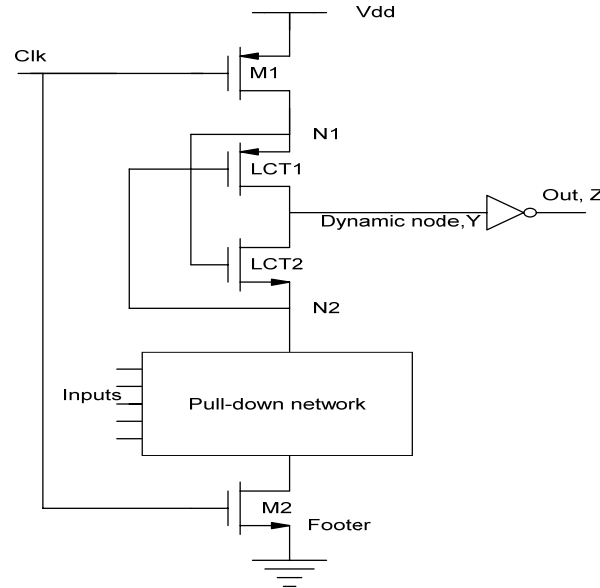 Vdd
Clk
M1
N1
LCT1
Out, Z
Dynamic node,Y
LCT2
N2
Inputs
Pull-down network
M2
Footer